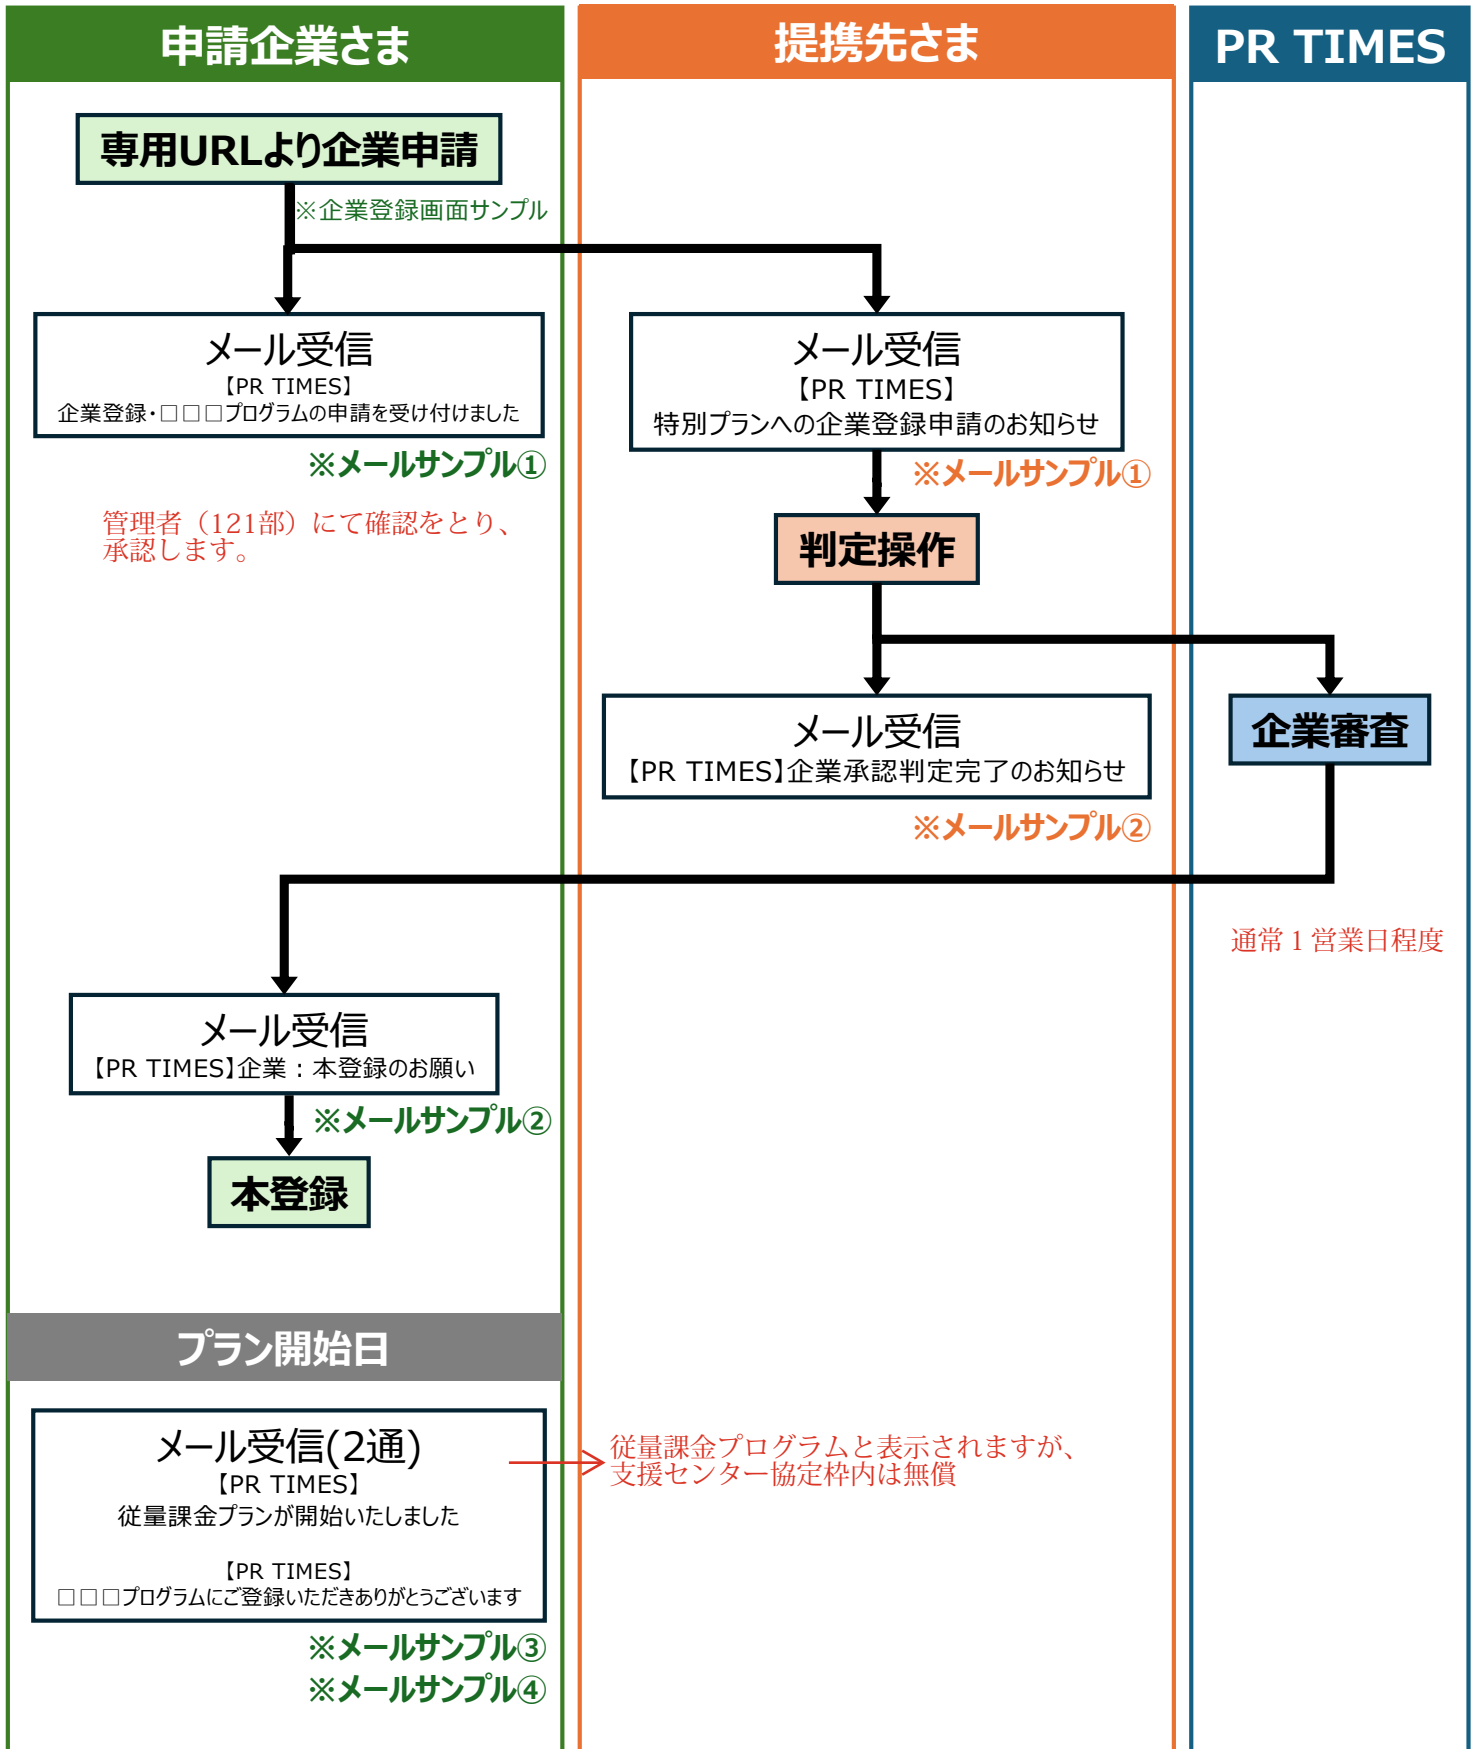 申請企業さま
提携先さま
PR TIMES
専用URLより企業申請
※企業登録画面サンプル
メール受信
【PR TIMES】
企業登録・□□□プログラムの申請を受け付けました
※メールサンプル①
メール受信
【PR TIMES】
特別プランへの企業登録申請のお知らせ
※メールサンプル①
管理者（121部）にて確認をとり、
承認します。
判定操作
メール受信
【PR TIMES】企業承認判定完了のお知らせ
※メールサンプル②
企業審査
通常１営業日程度
メール受信
【PR TIMES】企業：本登録のお願い
※メールサンプル②
本登録
プラン開始日
メール受信(2通)
【PR TIMES】
従量課金プランが開始いたしました
【PR TIMES】
□□□プログラムにご登録いただきありがとうございます
※メールサンプル③
※メールサンプル④
従量課金プログラムと表示されますが、
支援センター協定枠内は無償